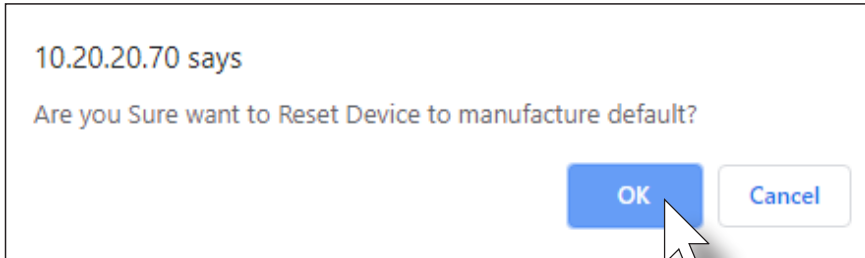 10.20.20.70 says
Are you Sure want to Reset Device to manufacture default?
OK Cancel